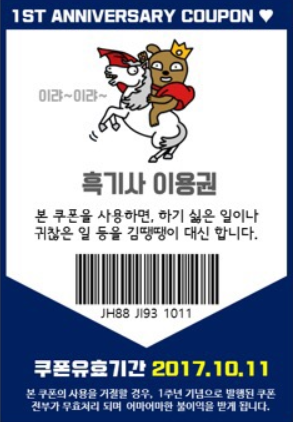 1ST ANNIVERSARY COUPON ♥
이랴~이랴~
흑기사 이용권
본 쿠폰을 사용하면, 하기 싫은 일이나
귀찮은 일 등을 김땡땡이 대신 합니다.
JH88 JI93 1011
쿠폰유효기간 2017.10.11
본 쿠폰의 사용을 거절할 경우, 1주년 기념으로 발행된 쿠폰
전부가 무효처리 되며 어마어마한 불이익을 받게 됩니다.